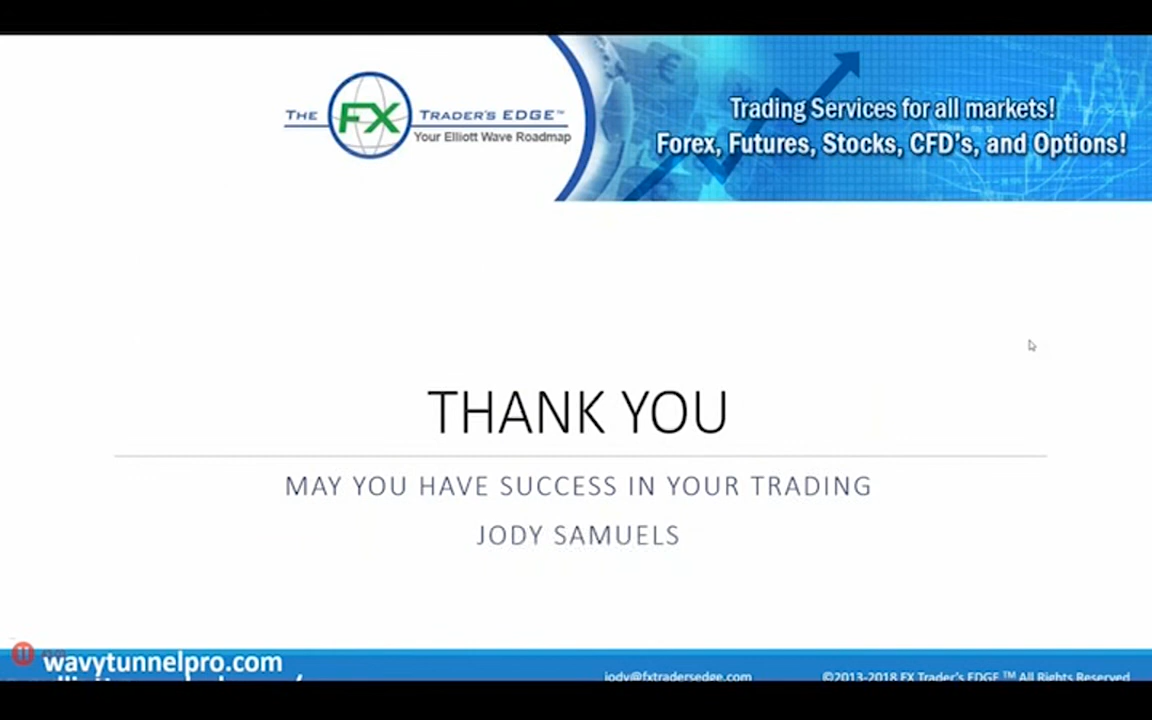 THE FX TRADER'S EDGE™
Your Elliott Wave Roadmap
Trading Services for all markets!
Forex, Futures, Stocks, CFD's, and Options!
THANK YOU
MAY YOU HAVE SUCCESS IN YOUR TRADING
JODY SAMUELS
wavytunnelpro.com
jody@fxtradersedge.com
©2013-2018 FX Trader's EDGE ™ All Rights Reserved